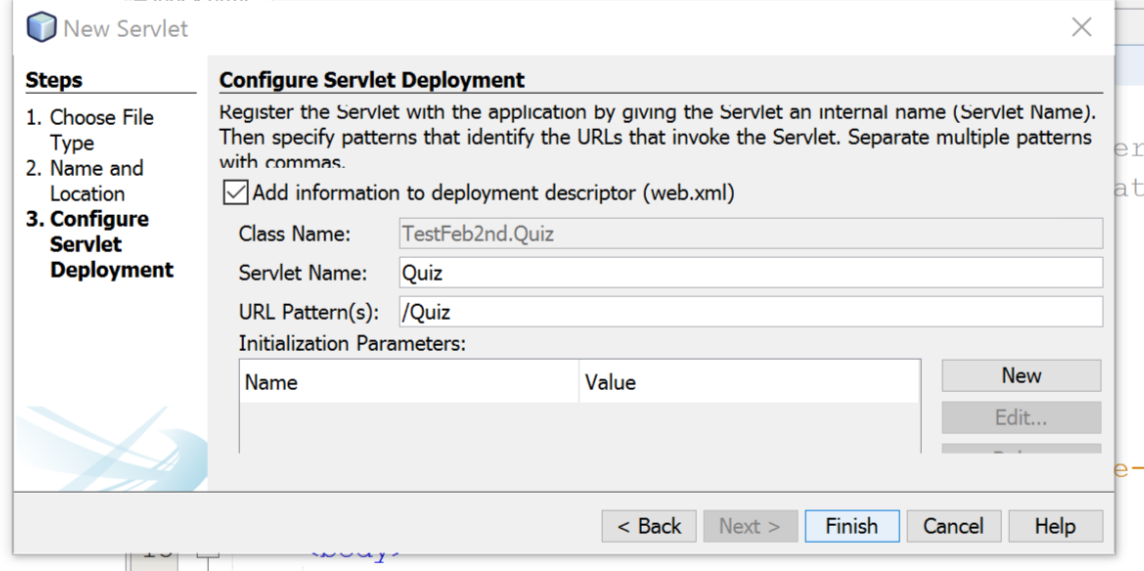 New Servlet
Steps
1. Choose File
Type
2. Name and
Location
3. Configure
Servlet
Deployment
Configure Servlet Deployment
Register the Servlet with the application by giving the Servlet an internal name (Servlet Name).
Then specify patterns that identify the URLs that invoke the Servlet. Separate multiple patterns
with commas.
Add information to deployment descriptor (web.xml)
Class Name: TestFeb2nd.Quiz
Servlet Name: Quiz
URL Pattern(s): /Quiz
Initialization Parameters:
Name Value
New
Edit...
< Back Next > Finish Cancel Help
er
at
e-
<body>